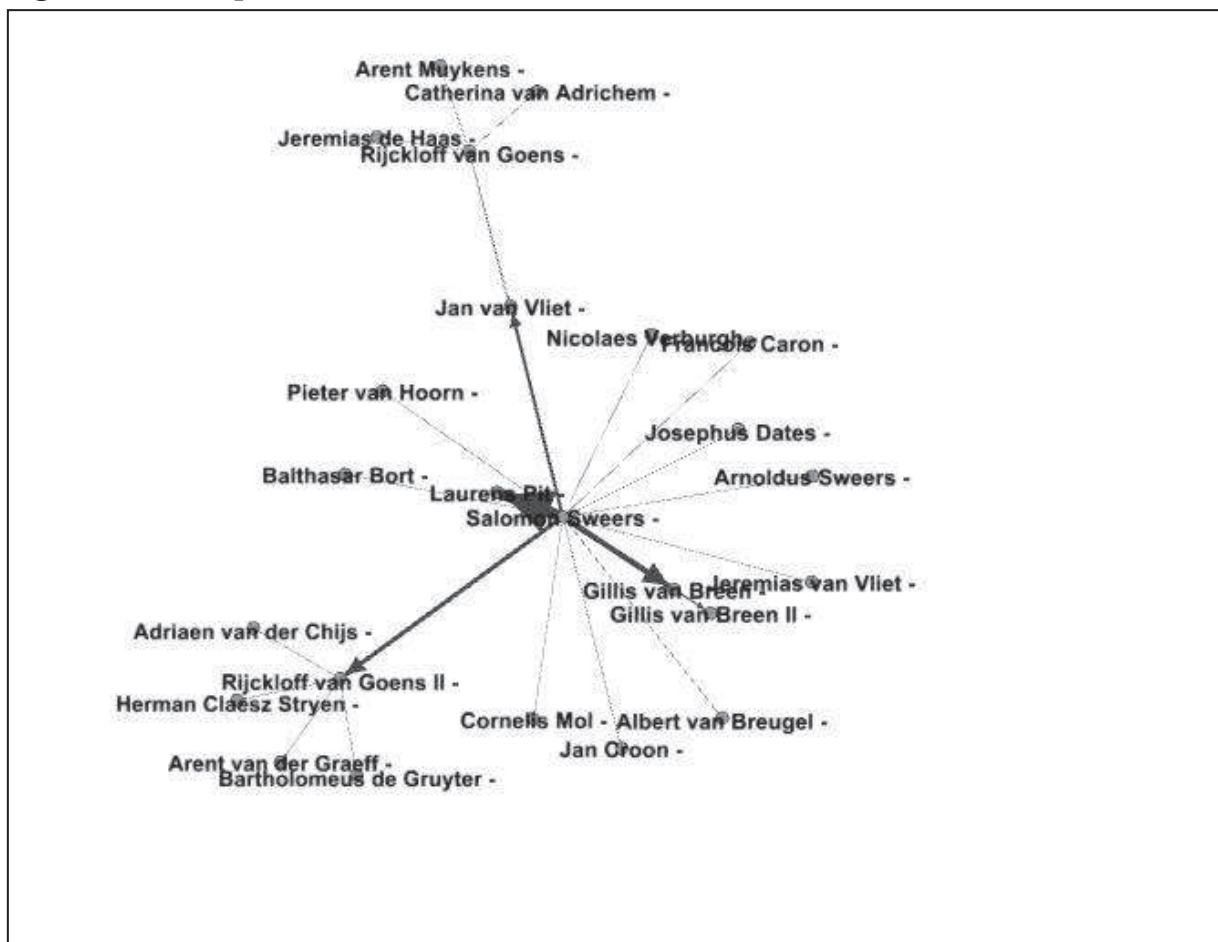 Arent Muykens -
Catherina van Adrichem -
Jeremias de Haas -
Rijckloff van Goens -
Jan van Vliet -
Nicolaes Verburgh
Francois Caron -
Pieter van Hoorn -
Josephus Dates -
Balthasar Bort -
Arnoldus Sweers -
Laurens Pit -
Salomon Sweers -
Jeremias van Vliet -
Gillis van Breen -
Gillis van Breen II -
Adriaen van der Chijs -
Rijckloff van Goens II -
Herman Claesz Stryen -
Cornelis Mol -
Albert van Breugel -
Jan Croon -
Arent van der Graeff -
Bartholomeus de Gruyter -